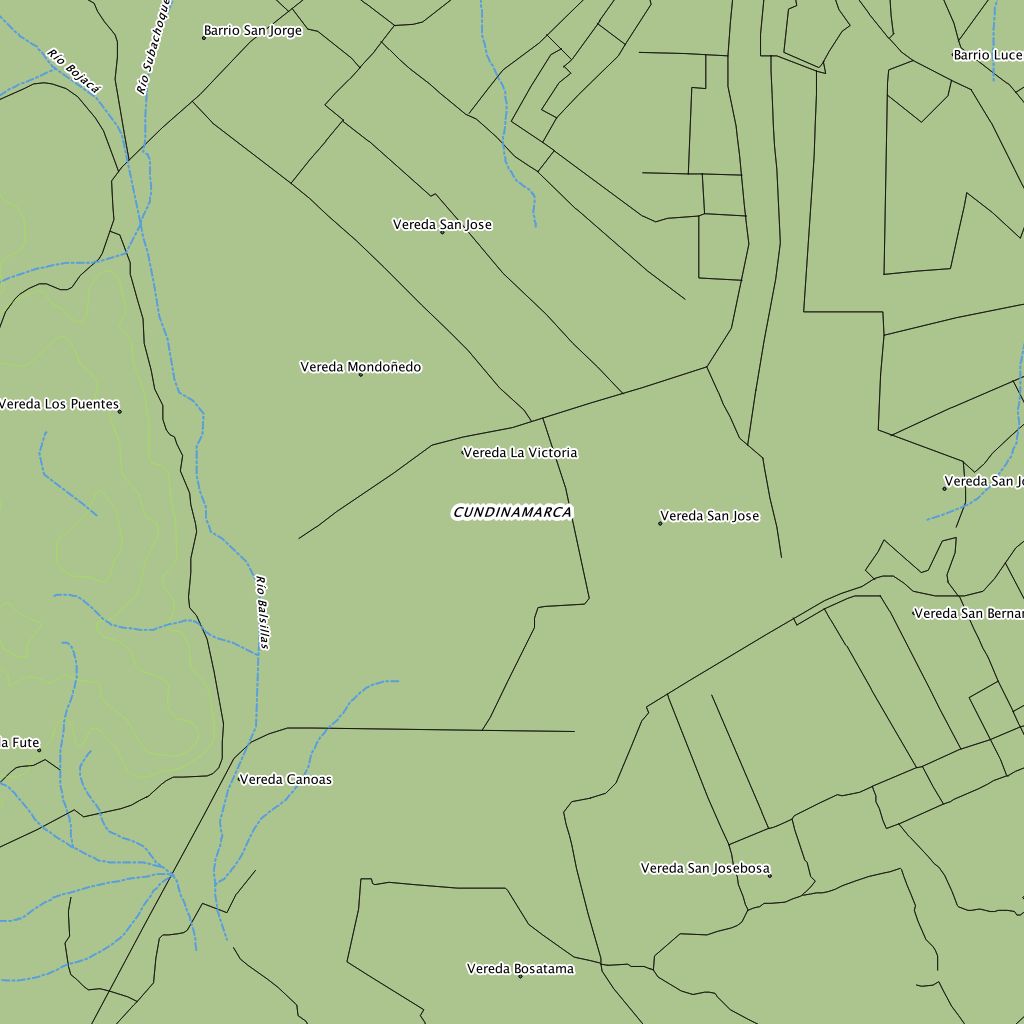 Barrio San Jorge
Río Subachoque
Río Bojacá
Barrio Luce
Vereda San Jose
Vereda Mondoñedo
Vereda Los Puentes
Vereda La Victoria
Vereda San Jo
CUNDINAMARCA
Vereda San Jose
Río Balsillas
Vereda San Bernar
la Fute
Vereda Canoas
Vereda San Josebosa
Vereda Bosatama